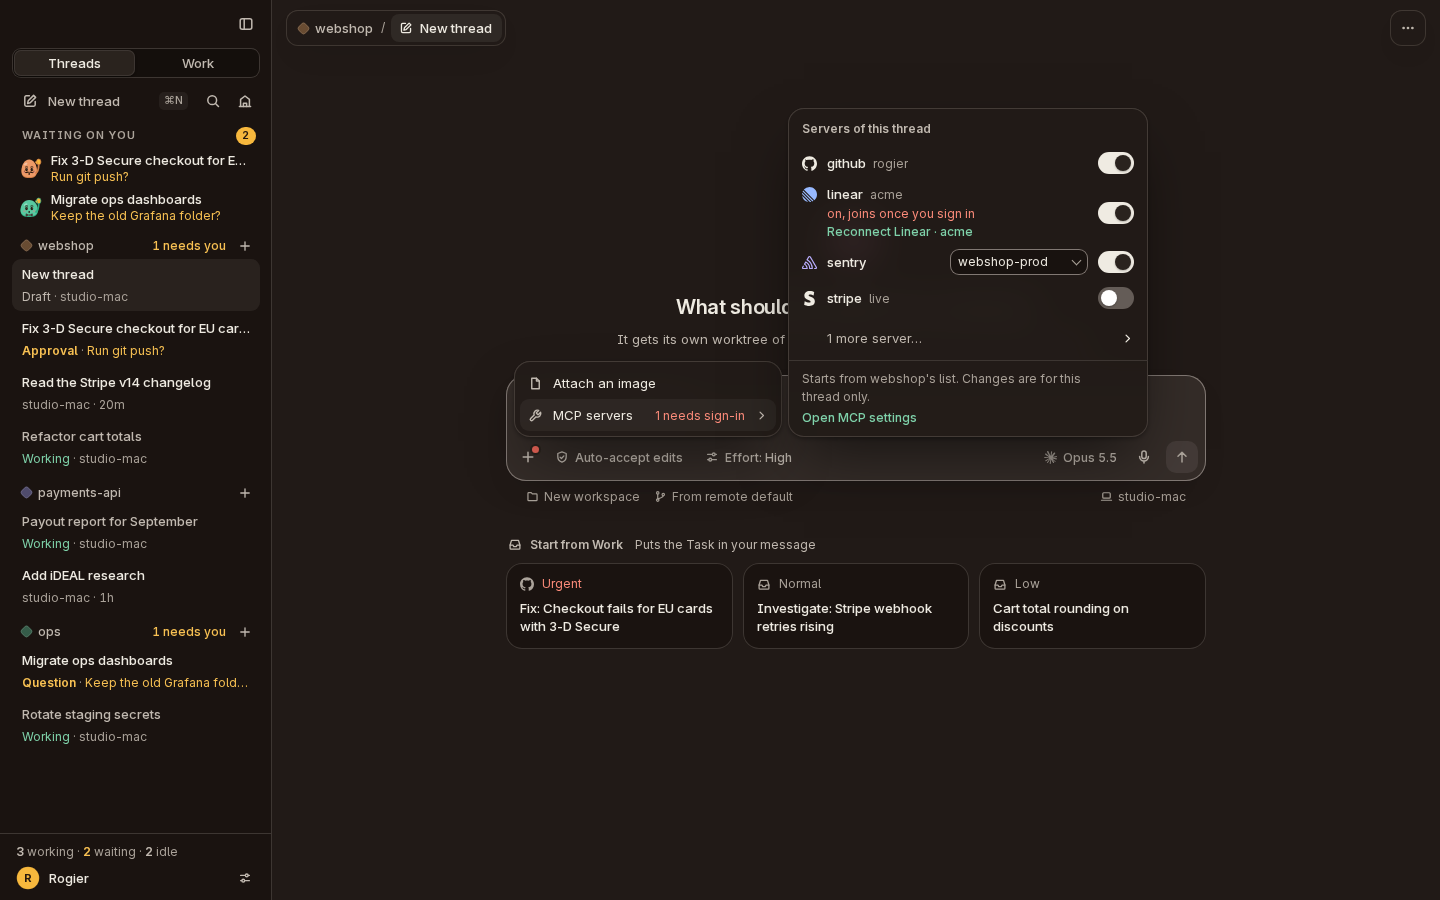 Threads
Work
New thread
⌘N
WAITING ON YOU
2
Fix 3-D Secure checkout for E…
Run git push?
Migrate ops dashboards
Keep the old Grafana folder?
webshop
1 needs you
New thread
Draft · studio-mac
Fix 3-D Secure checkout for EU car…
Approval · Run git push?
Read the Stripe v14 changelog
studio-mac · 20m
Refactor cart totals
Working · studio-mac
payments-api
Payout report for September
Working · studio-mac
Add iDEAL research
studio-mac · 1h
ops
1 needs you
Migrate ops dashboards
Question · Keep the old Grafana fold…
Rotate staging secrets
Working · studio-mac
3 working · 2 waiting · 2 idle
R
Rogier
webshop / New thread
Servers of this thread
github rogier
linear acme
on, joins once you sign in
Reconnect Linear · acme
sentry
webshop-prod
stripe live
1 more server…
Starts from webshop's list. Changes are for this
thread only.
Open MCP settings
What should
It gets its own worktree of
Attach an image
MCP servers
1 needs sign-in
Auto-accept edits
Effort: High
Opus 5.5
New workspace
From remote default
studio-mac
Start from Work
Puts the Task in your message
Urgent
Fix: Checkout fails for EU cards
with 3-D Secure
Normal
Investigate: Stripe webhook
retries rising
Low
Cart total rounding on
discounts